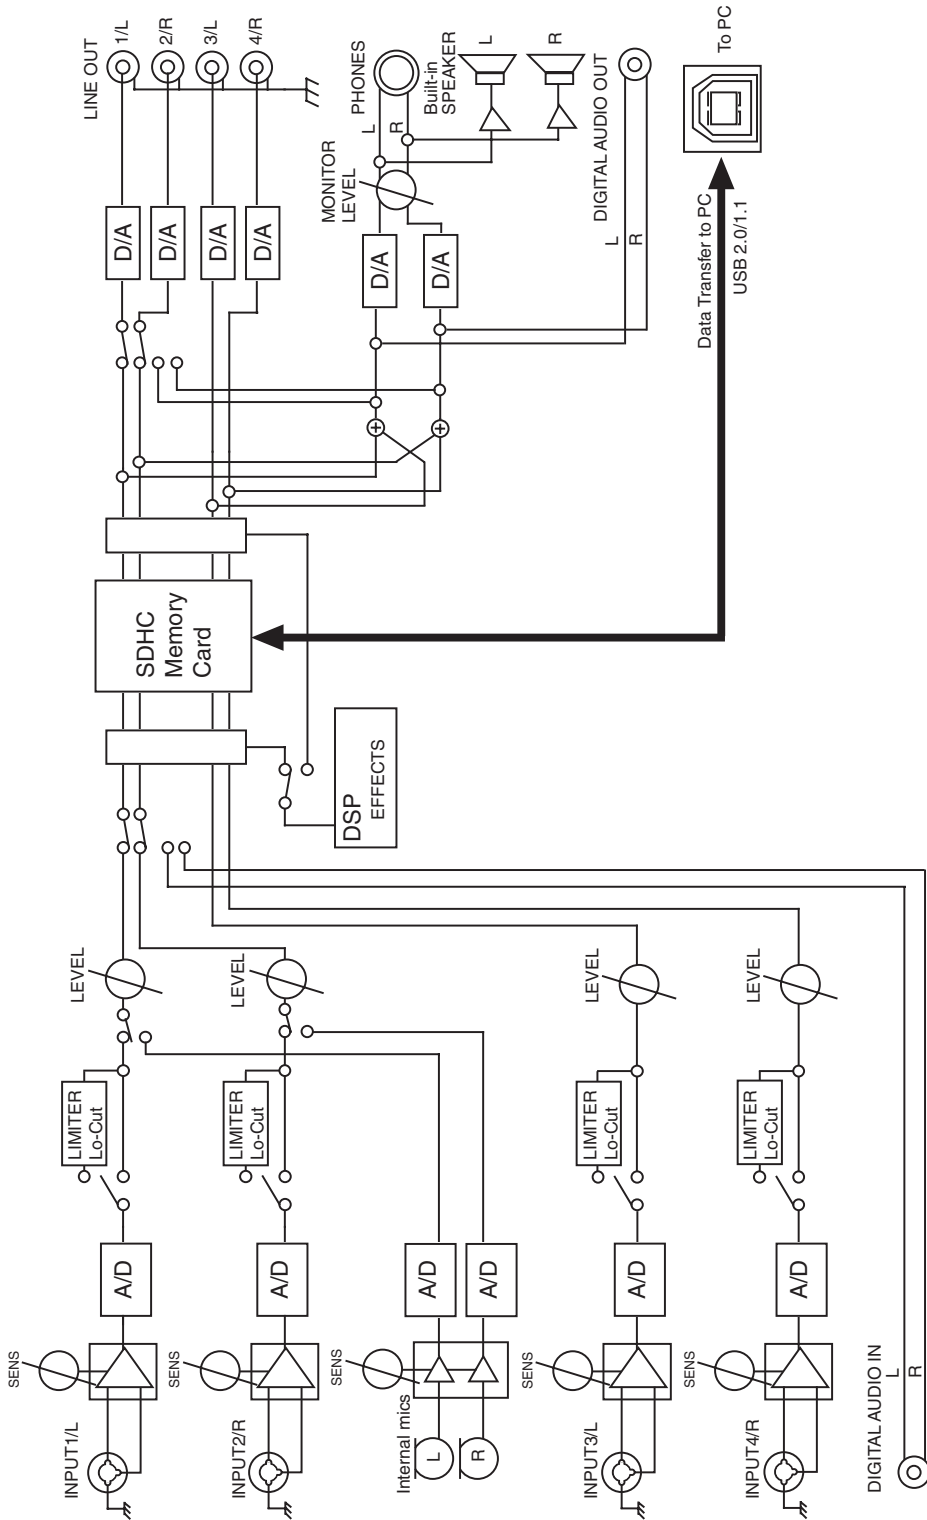 LINE OUT
1/L
2/R
3/L
4/R
D/A
D/A
D/A
D/A
PHONES
L
R
Built-in
SPEAKER
L
R
MONITOR
LEVEL
D/A
D/A
DIGITAL AUDIO OUT
L
R
To PC
Data Transfer to PC
USB 2.0/1.1
SDHC
Memory
Card
DSP
EFFECTS
LEVEL
LEVEL
LEVEL
LEVEL
LIMITER
Lo-Cut
LIMITER
Lo-Cut
LIMITER
Lo-Cut
LIMITER
Lo-Cut
A/D
A/D
A/D
A/D
A/D
A/D
SENS
SENS
SENS
SENS
SENS
INPUT1/L
INPUT2/R
Internal mics
L
R
INPUT3/L
INPUT4/R
DIGITAL AUDIO IN
L
R